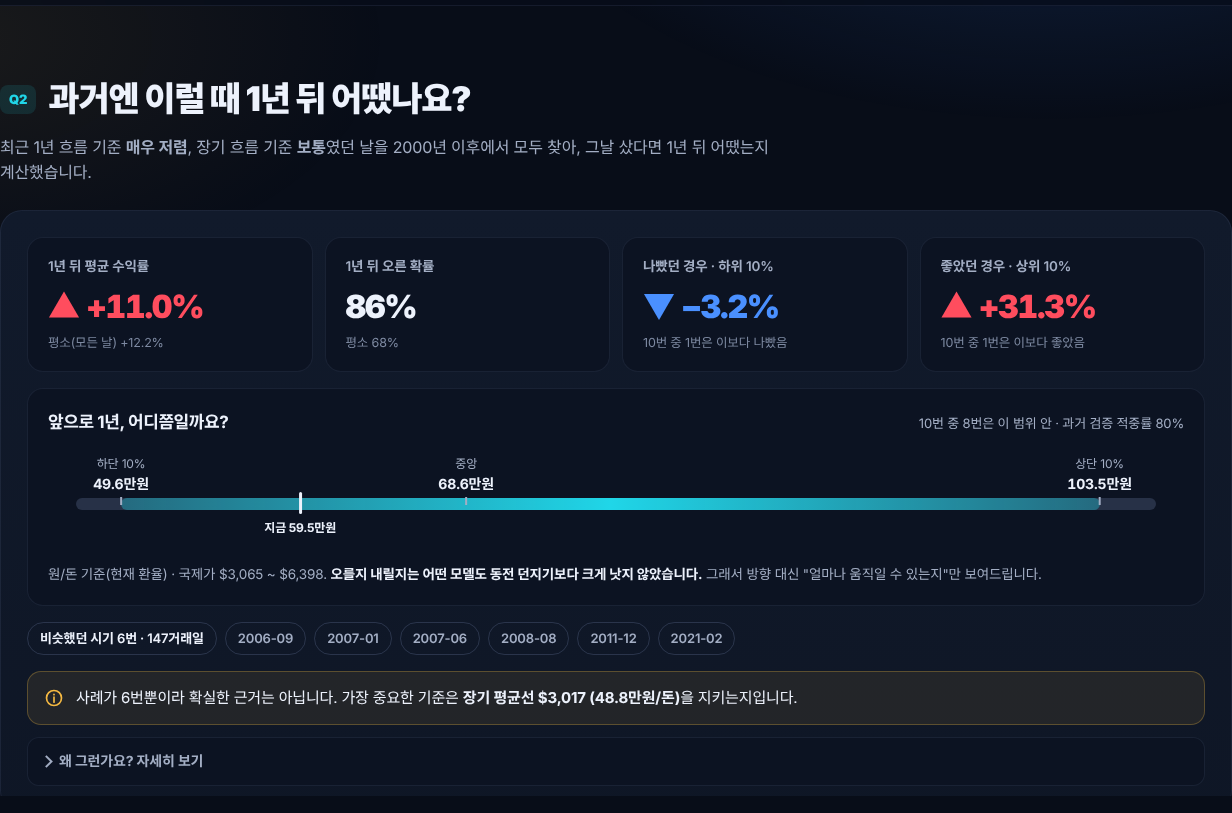 Q2 과거엔 이럴 때 1년 뒤 어땠나요?
최근 1년 흐름 기준 매우 저렴, 장기 흐름 기준 보통였던 날을 2000년 이후에서 모두 찾아, 그날 샀다면 1년 뒤 어땠는지
계산했습니다.
1년 뒤 평균 수익률
▲ +11.0%
평소(모든 날) +12.2%
1년 뒤 오른 확률
86%
평소 68%
나빴던 경우 · 하위 10%
▼ −3.2%
10번 중 1번은 이보다 나빴음
좋았던 경우 · 상위 10%
▲ +31.3%
10번 중 1번은 이보다 좋았음
앞으로 1년, 어디쯤일까요?
10번 중 8번은 이 범위 안 · 과거 검증 적중률 80%
하단 10%
49.6만원
중앙
68.6만원
상단 10%
103.5만원
지금 59.5만원
원/돈 기준(현재 환율) · 국제가 $3,065 ~ $6,398. 오를지 내릴지는 어떤 모델도 동전 던지기보다 크게 낫지 않았습니다. 그래서 방향 대신 "얼마나 움직일 수 있는지"만 보여드립니다.
비슷했던 시기 6번 · 147거래일
2006-09
2007-01
2007-06
2008-08
2011-12
2021-02
사례가 6번뿐이라 확실한 근거는 아닙니다. 가장 중요한 기준은 장기 평균선 $3,017 (48.8만원/돈)을 지키는지입니다.
왜 그런가요? 자세히 보기